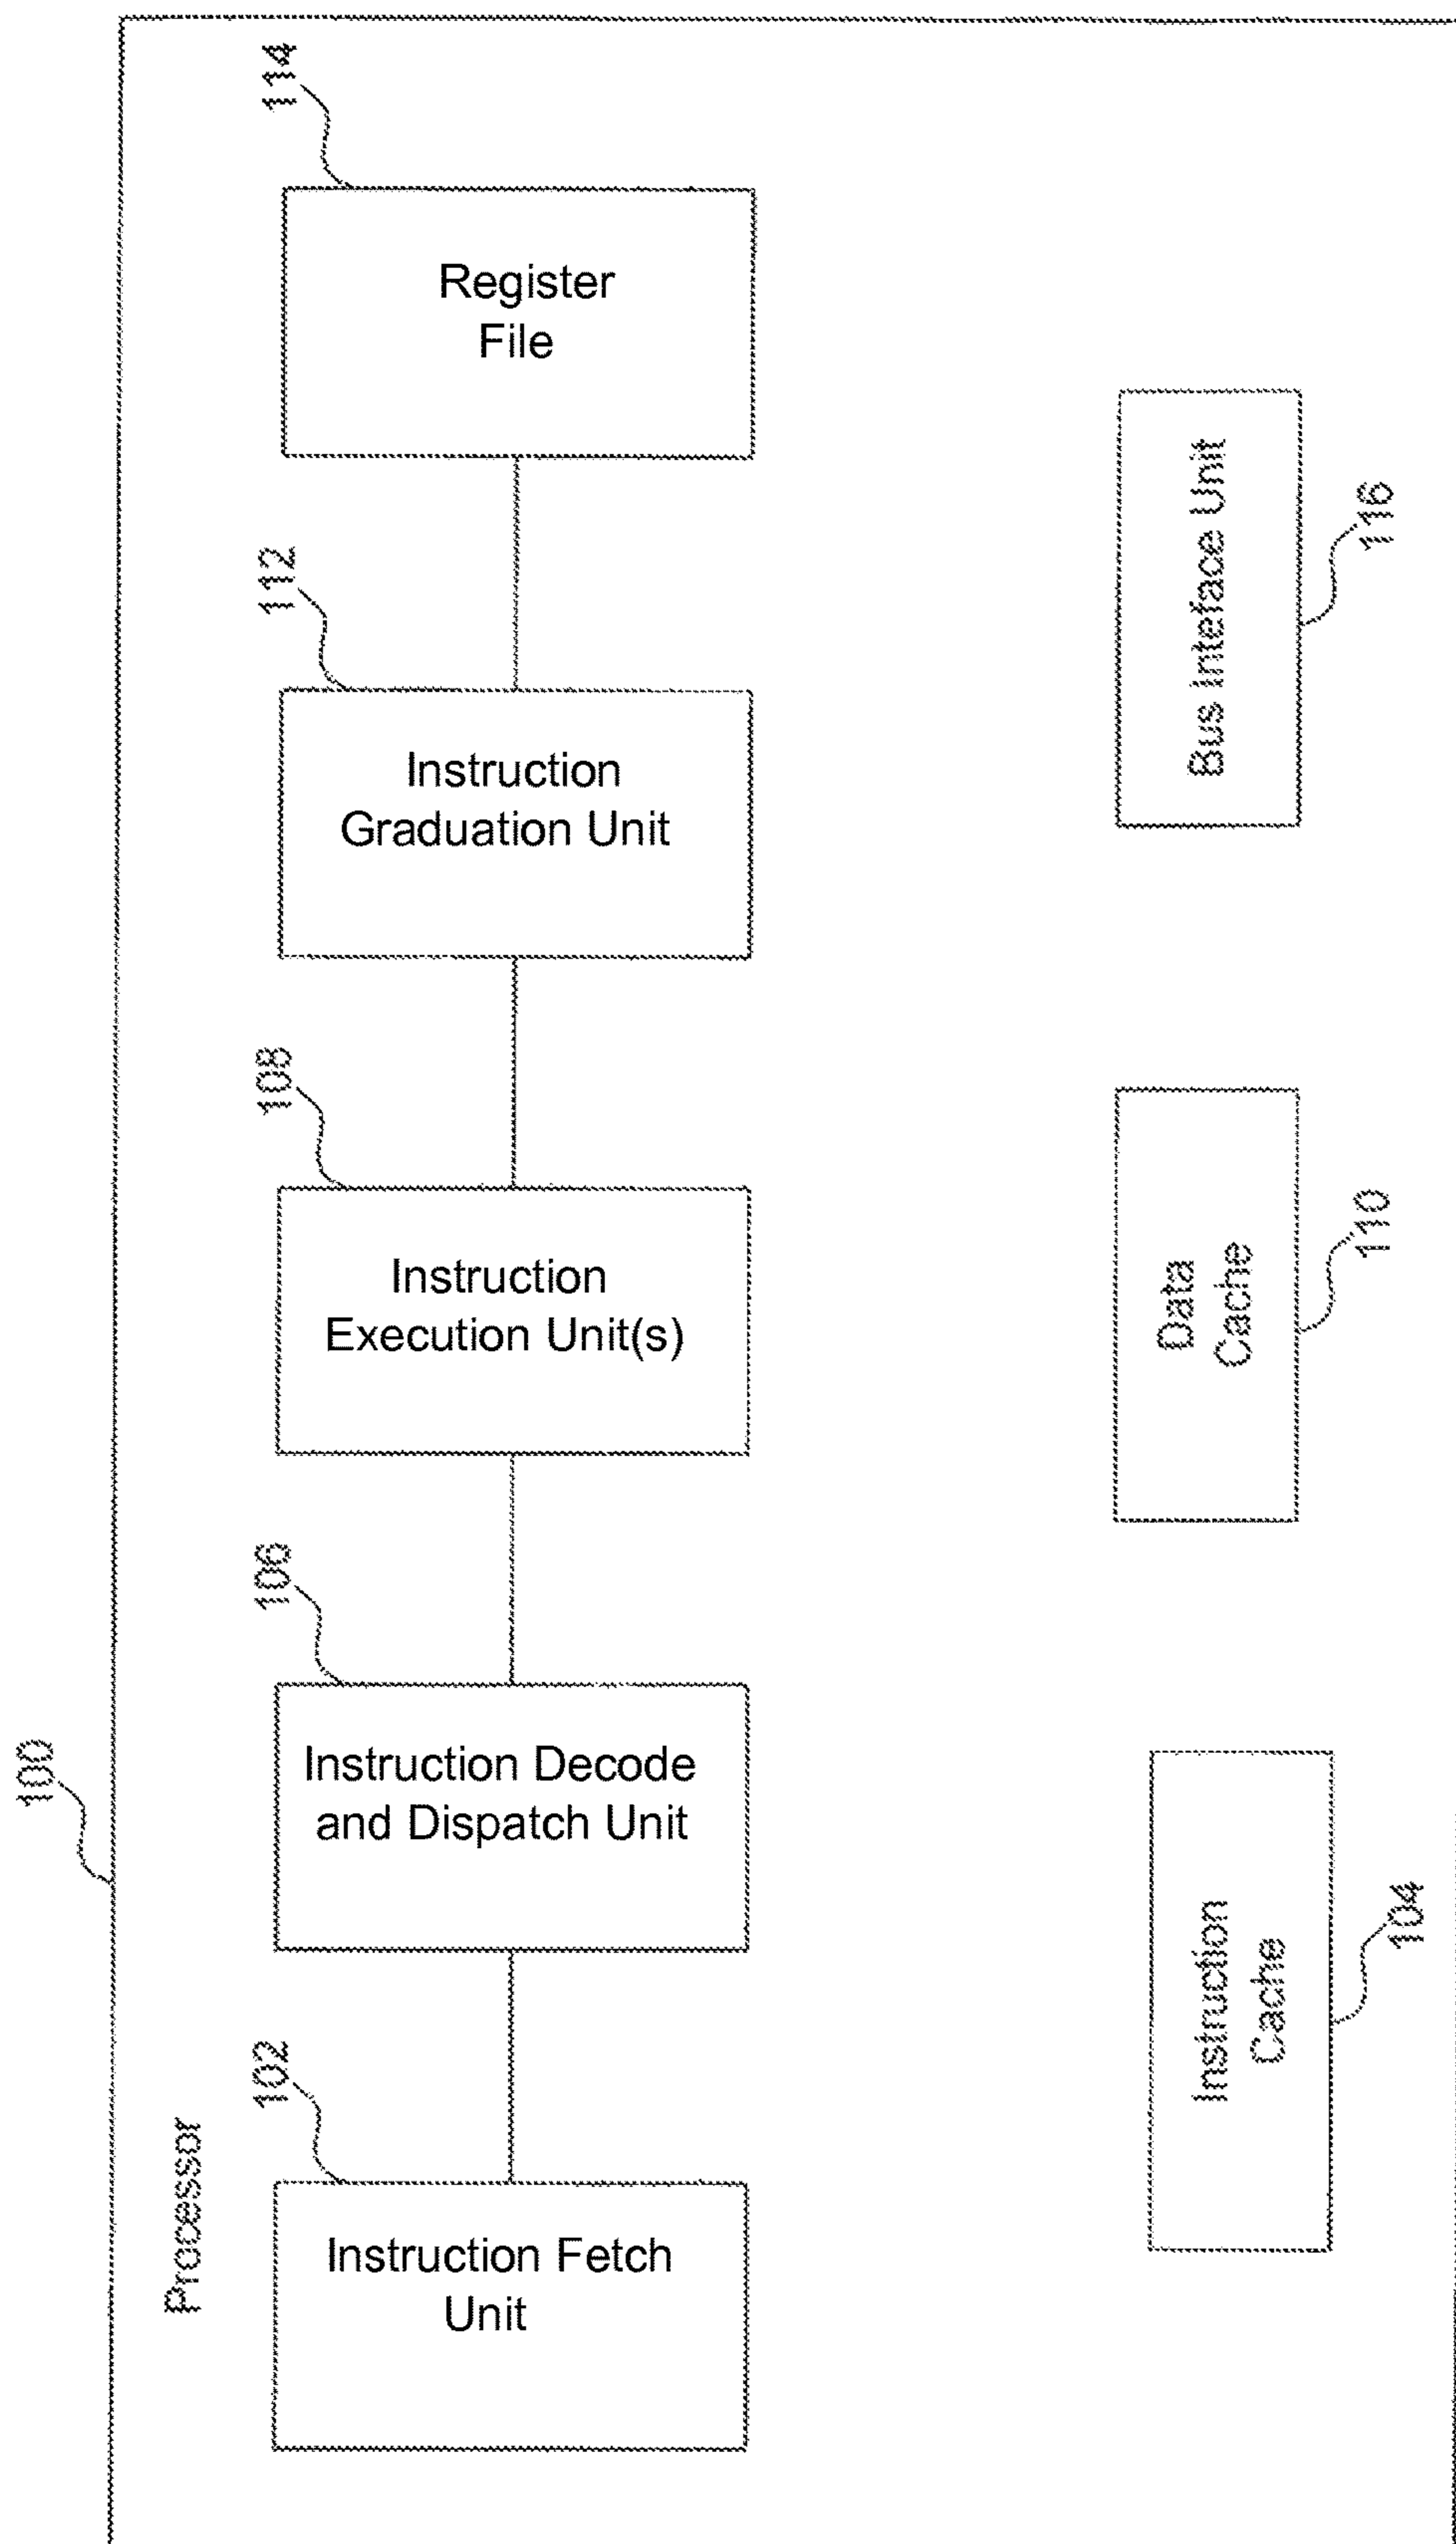 100
Processor
114
Register
File
112
Instruction
Graduation Unit
108
Instruction
Execution Unit(s)
106
Instruction Decode
and Dispatch Unit
102
Instruction Fetch
Unit
Bus Inteface Unit
116
Data
Cache
110
Instruction
Cache
104